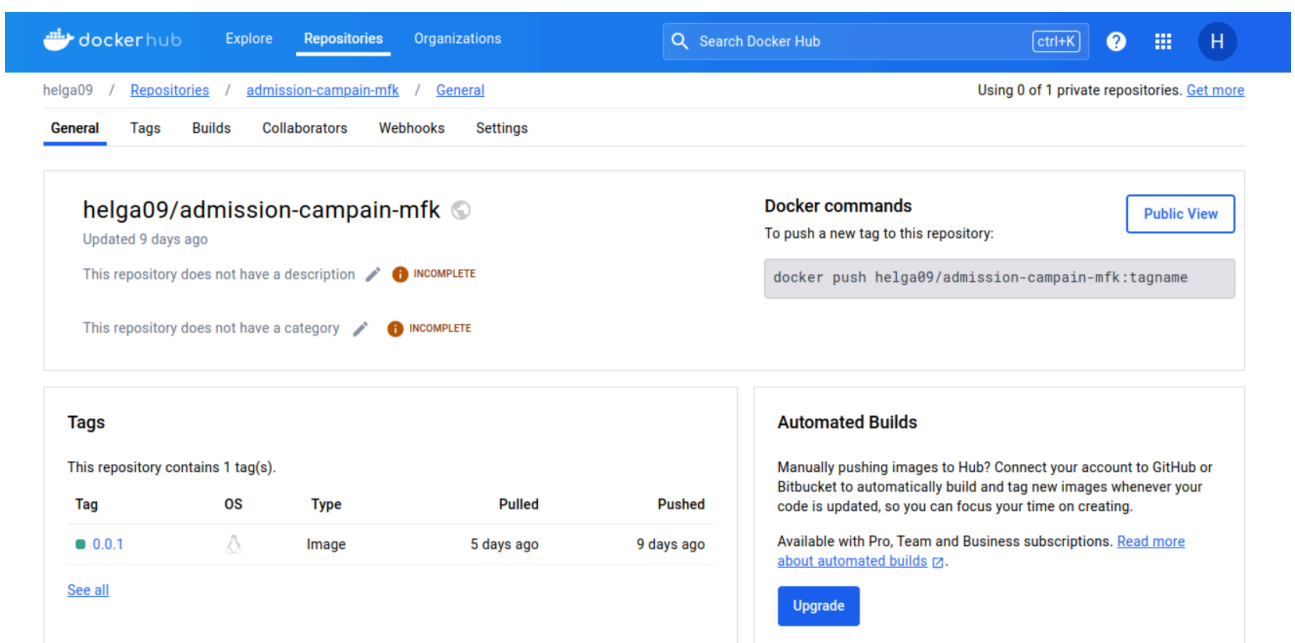 dockerhub Explore Repositories Organizations Search Docker Hub ctrl+K ? H
helga09 / Repositories / admission-campain-mfk / General Using 0 of 1 private repositories. Get more
General Tags Builds Collaborators Webhooks Settings
helga09/admission-campain-mfk
Updated 9 days ago
This repository does not have a description i INCOMPLETE
This repository does not have a category i INCOMPLETE
Docker commands
Public View
To push a new tag to this repository:
docker push helga09/admission-campain-mfk:tagname
Tags
This repository contains 1 tag(s).
Tag OS Type Pulled Pushed
0.0.1 Image 5 days ago 9 days ago
See all
Automated Builds
Manually pushing images to Hub? Connect your account to GitHub or
Bitbucket to automatically build and tag new images whenever your
code is updated, so you can focus your time on creating.
Available with Pro, Team and Business subscriptions. Read more
about automated builds .
Upgrade